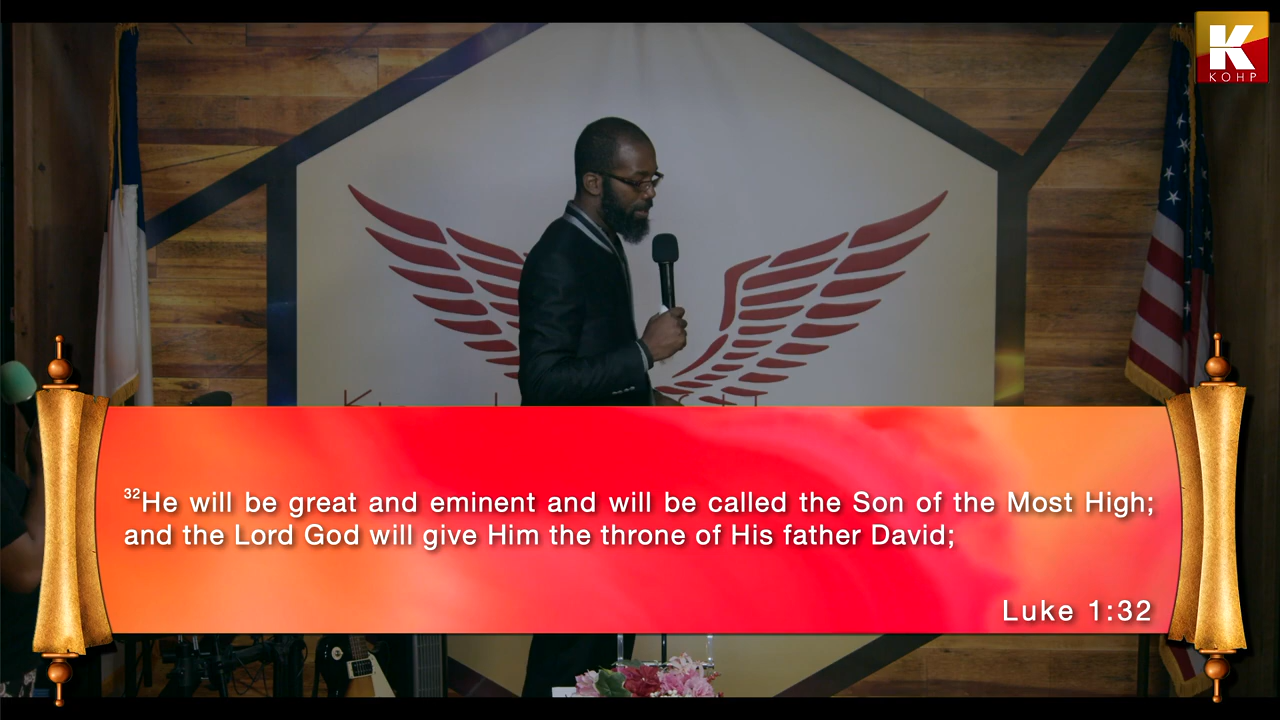 K
KOHP
³²He will be great and eminent and will be called the Son of the Most High;
and the Lord God will give Him the throne of His father David;
Luke 1:32